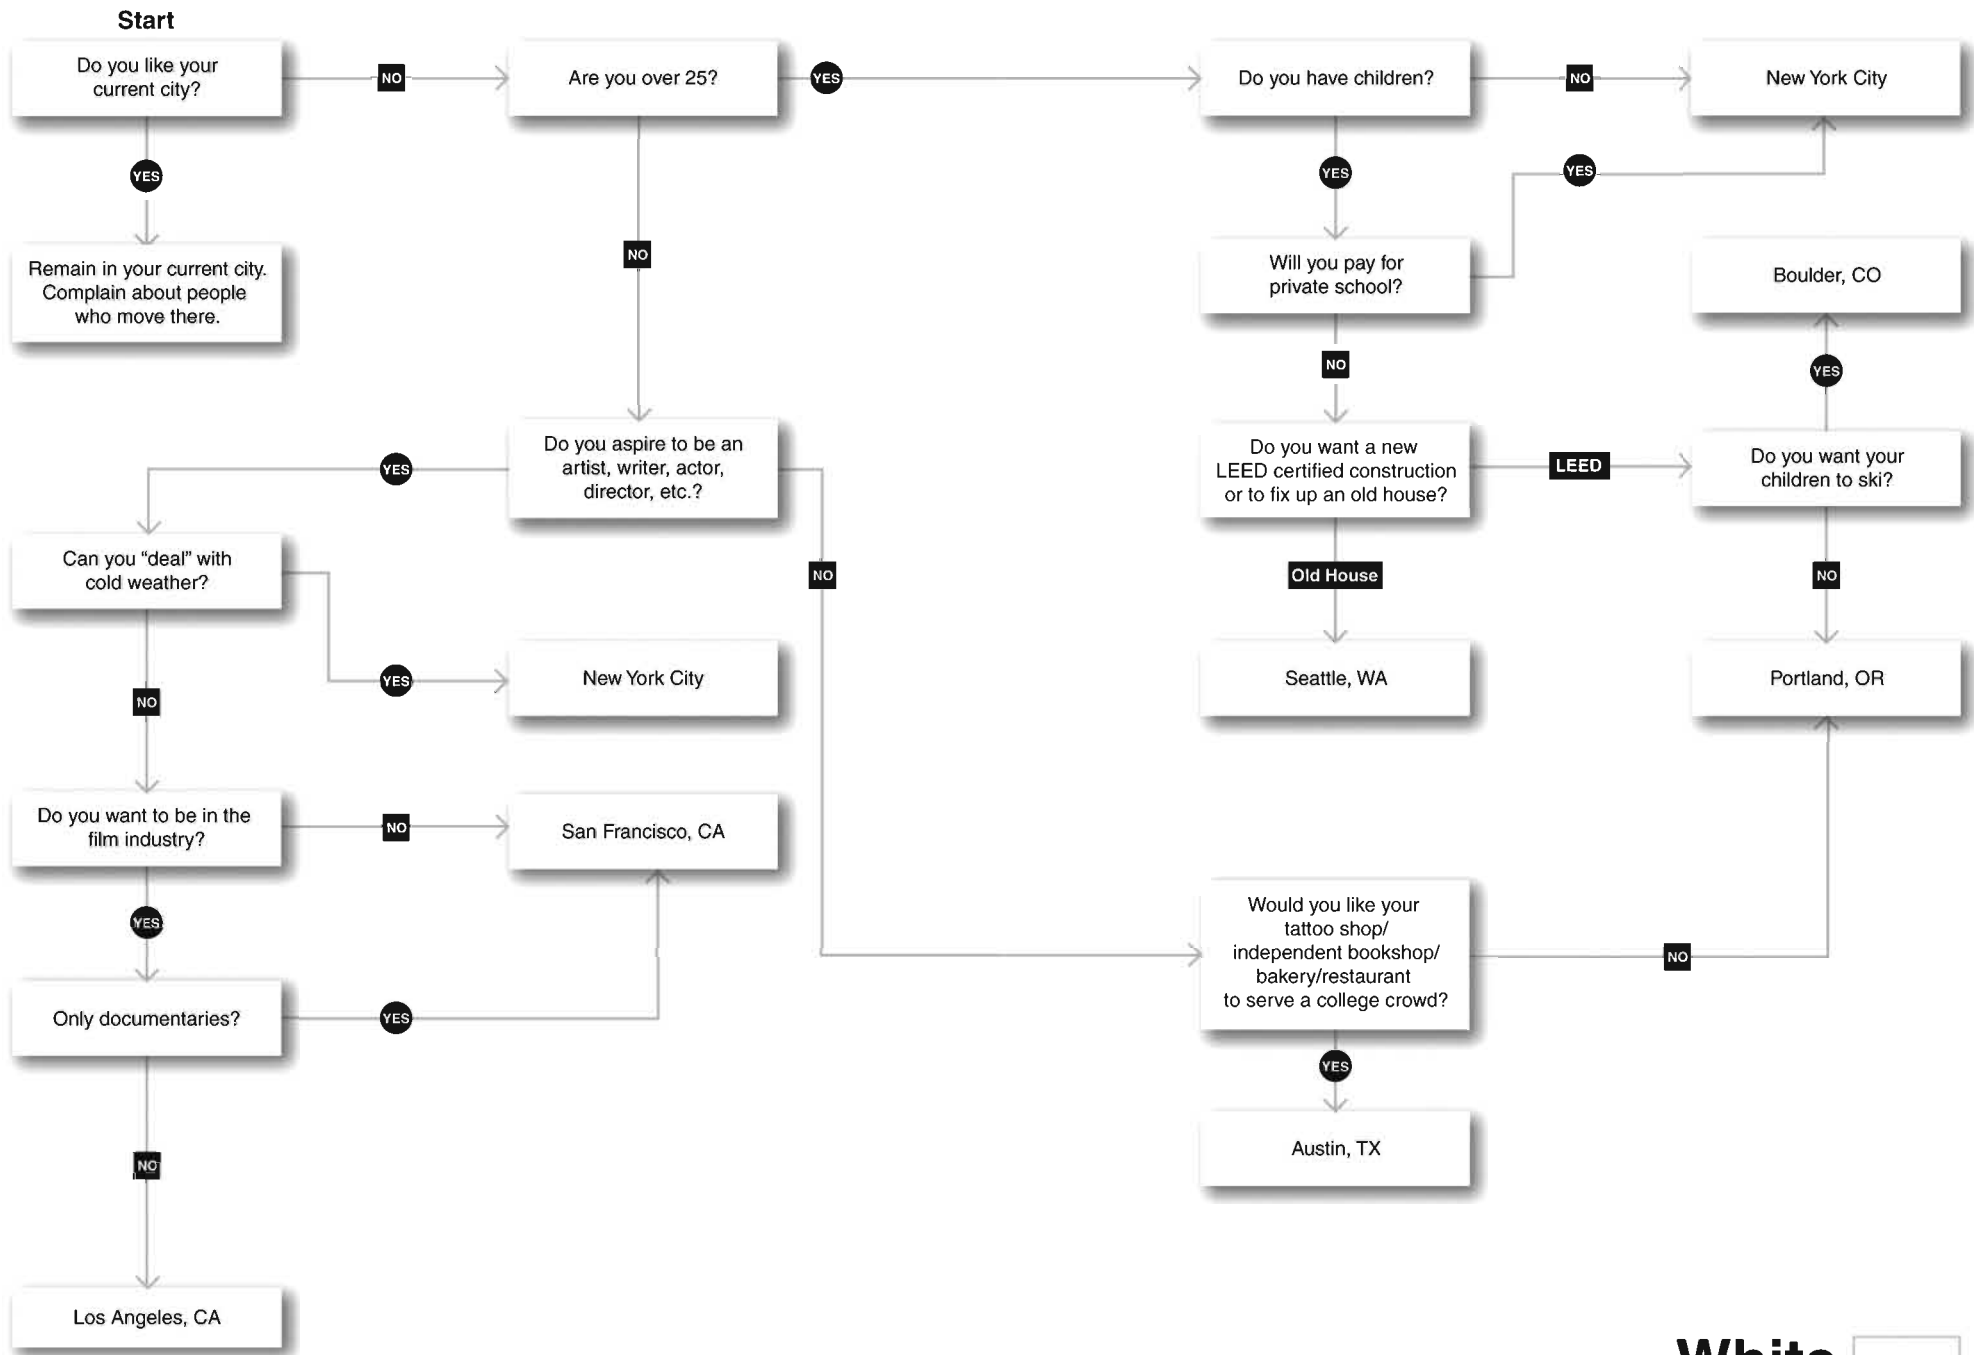 Start
Do you like your
current city?
NO
Are you over 25?
YES
Do you have children?
NO
New York City
YES
Remain in your current city.
Complain about people
who move there.
NO
YES
YES
Will you pay for
private school?
Boulder, CO
NO
YES
Do you aspire to be an
artist, writer, actor,
director, etc.?
YES
NO
Do you want a new
LEED certified construction
or to fix up an old house?
LEED
Do you want your
children to ski?
Can you “deal” with
cold weather?
Old House
NO
YES
New York City
Seattle, WA
Portland, OR
NO
Do you want to be in the
film industry?
NO
San Francisco, CA
YES
Would you like your
tattoo shop/
independent bookshop/
bakery/restaurant
to serve a college crowd?
NO
Only documentaries?
YES
YES
Austin, TX
NO
Los Angeles, CA
White